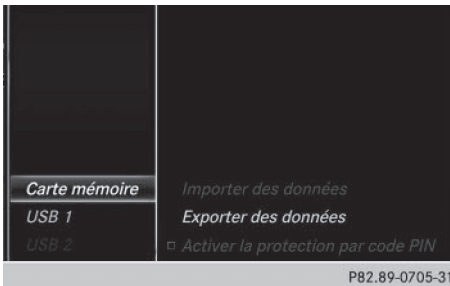 Carte mémoire
Importer des données
USB 1
Exporter des données
USB 2
Activer la protection par code PIN
P82.89-0705-31